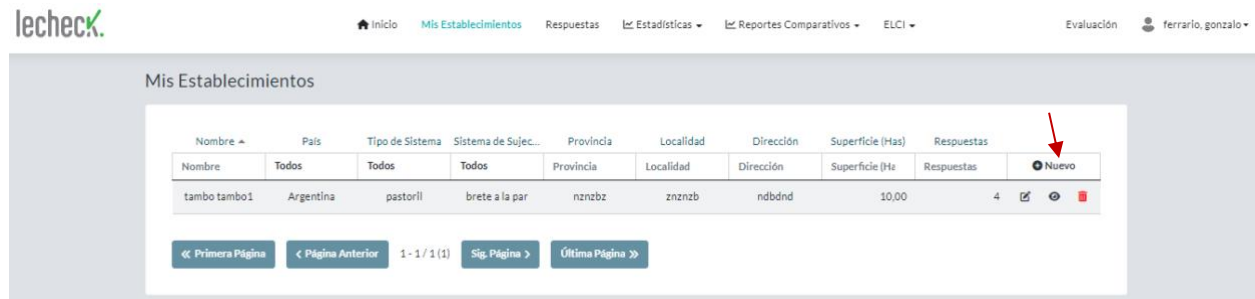 lecheck.
Inicio Mis Establecimientos Respuestas Estadísticas Reportes Comparativos ELCI Evaluación ferrario, gonzalo
Mis Establecimientos
Nombre País Tipo de Sistema Sistema de Sujec... Provincia Localidad Dirección Superficie (Has) Respuestas
Nombre Todos Todos Todos Provincia Localidad Dirección Superficie (Ha Respuestas Nuevo
tambo tambo1 Argentina pastoril brete a la par nznzbz znznzb ndbdnd 10,00 4
« Primera Página < Página Anterior 1 - 1 / 1 (1) Sig. Página > Última Página »